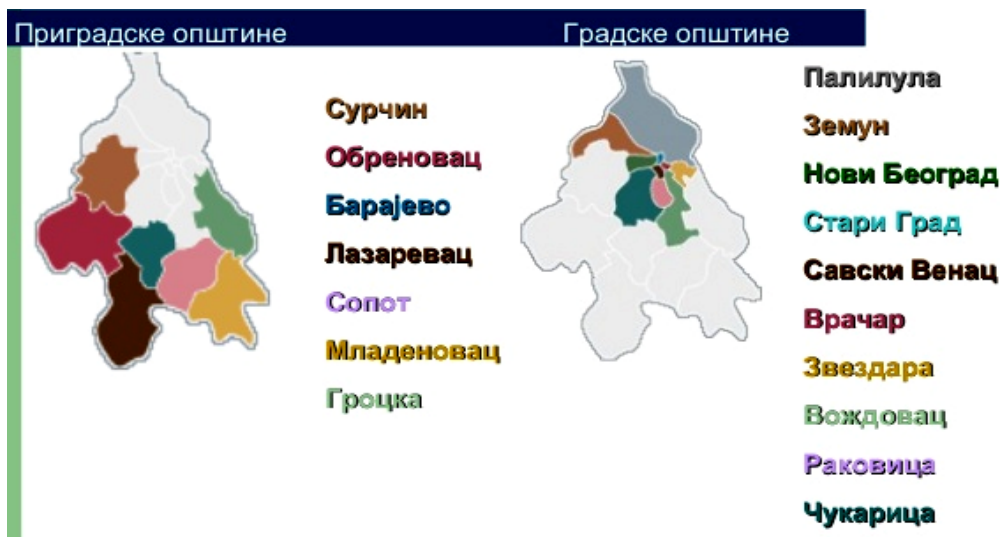 Приградске општине
Градске општине
Сурчин
Обреновац
Барајево
Лазаревац
Сопот
Младеновац
Гроцка
Палилула
Земун
Нови Београд
Стари Град
Савски Венац
Врачар
Звездара
Вождовац
Раковица
Чукарица